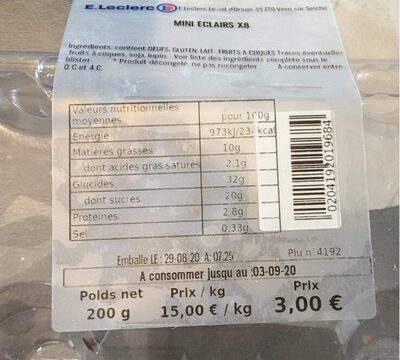 E.Leclerc E.Leclerc Le val d'Orson 35 770 Vern sur Seiche
MINI ECLAIRS X8
Ingrédients: contient OEUFS, GLUTEN, LAIT FRUITS A COQUES Traces éventuelles
fruits à coques, soja, lupin. Voir liste des ingrédients complète sous le
blister * Produit décongelé, ne pas recongeler A conserver entre
0 C et 4 C
Valeurs nutritionnelles moyennes pour 100g
Energie 973kJ/23 kcal
Matières grasses 10g
dont acides gras saturés 2.1g
Glucides 32g
dont sucres 20g
Proteines 2.8g
Sel 0.33g
0204192019684
Emballe LE : 29-08-20 A: 07.25 Plu n 4192
A consommer jusqu au :03-09-20
Poids net Prix / kg Prix
200 g 15,00 € / kg 3,00 €